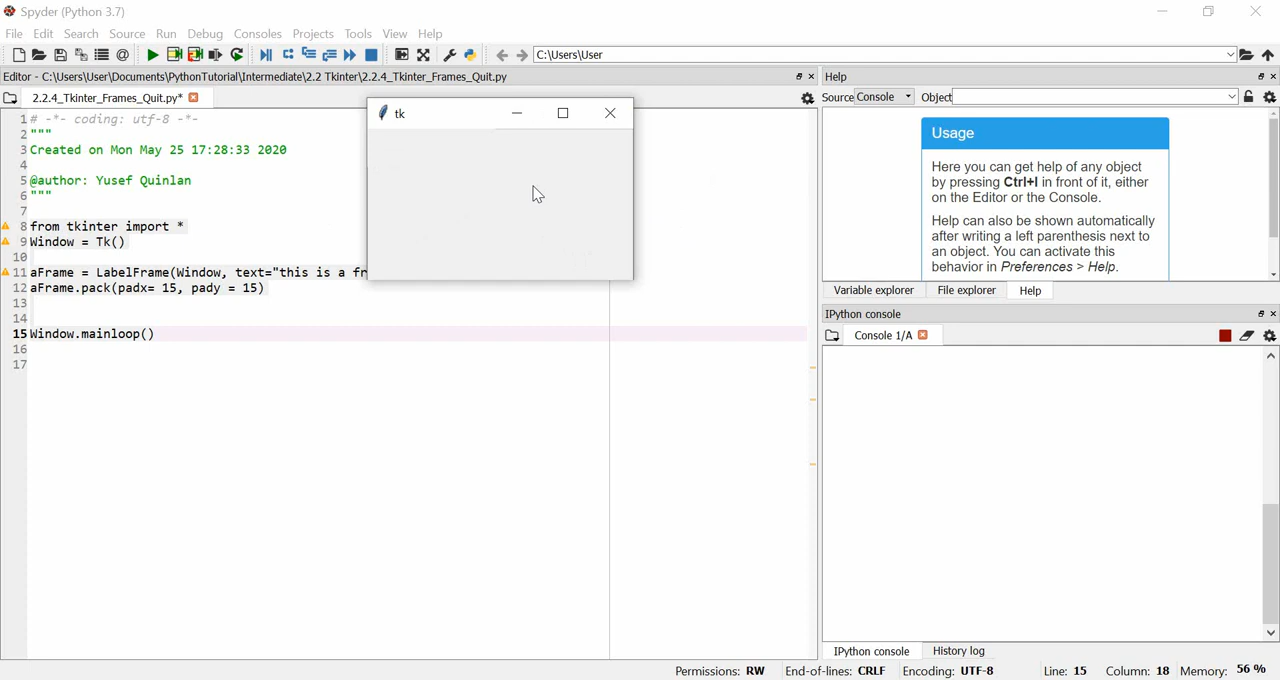 Spyder (Python 3.7)
File Edit Search Source Run Debug Consoles Projects Tools View Help
C:\Users\User
Editor - C:\Users\User\Documents\PythonTutorial\Intermediate\2.2 Tkinter\2.2.4_Tkinter_Frames_Quit.py
2.2.4_Tkinter_Frames_Quit.py*
1 # -*- coding: utf-8 -*-
2 """
3 Created on Mon May 25 17:28:33 2020
4
5 @author: Yusef Quinlan
6 """
7
8 from tkinter import *
9 Window = Tk()
10
11 aFrame = LabelFrame(Window, text="this is a fr
12 aFrame.pack(padx= 15, pady = 15)
13
14
15 Window.mainloop()
16
17
tk
Help
Source Console Object
Usage
Here you can get help of any object
by pressing Ctrl+I in front of it, either
on the Editor or the Console.
Help can also be shown automatically
after writing a left parenthesis next to
an object. You can activate this
behavior in Preferences > Help.
Variable explorer File explorer Help
IPython console
Console 1/A
IPython console History log
Permissions: RW End-of-lines: CRLF Encoding: UTF-8 Line: 15 Column: 18 Memory: 56 %